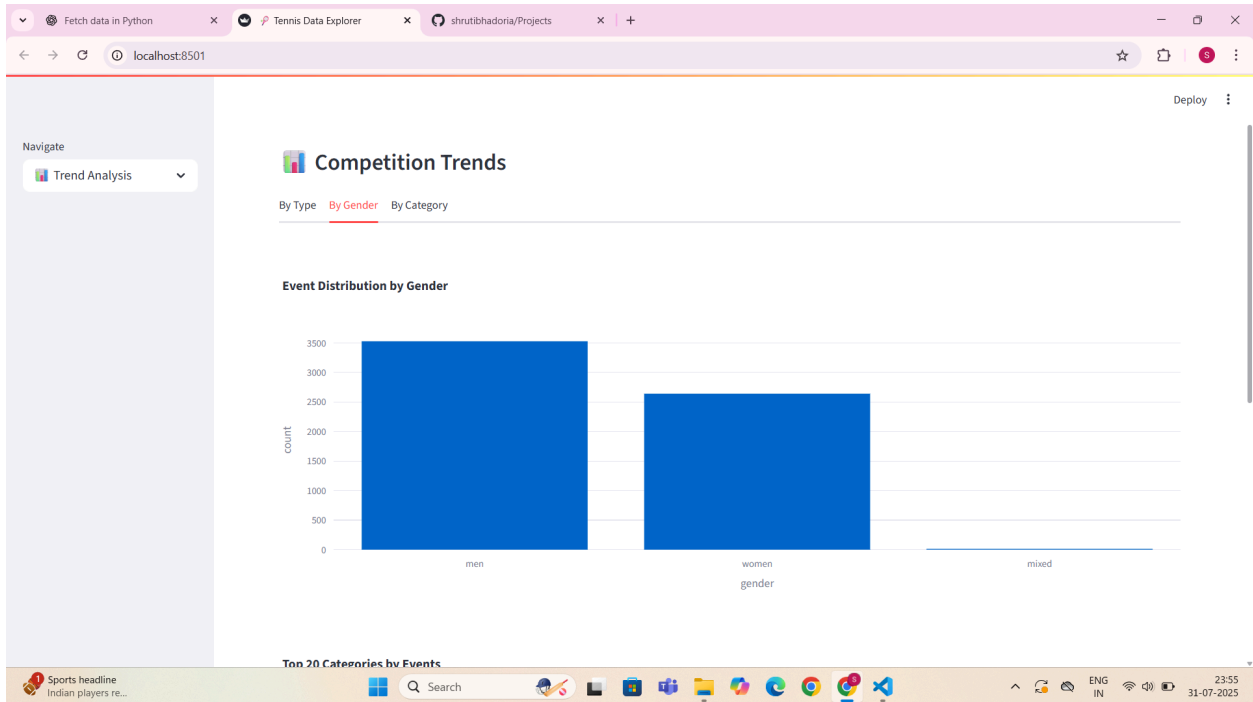 Fetch data in Python
Tennis Data Explorer
shrutibhadoria/Projects
localhost:8501
S
Deploy
Navigate
Trend Analysis
Competition Trends
By Type By Gender By Category
Event Distribution by Gender
3500
3000
2500
2000
1500
1000
500
0
count
men women mixed
gender
Top 20 Categories by Events
1
Sports headline
Indian players re...
Search
S
ENG
IN
23:55
31-07-2025